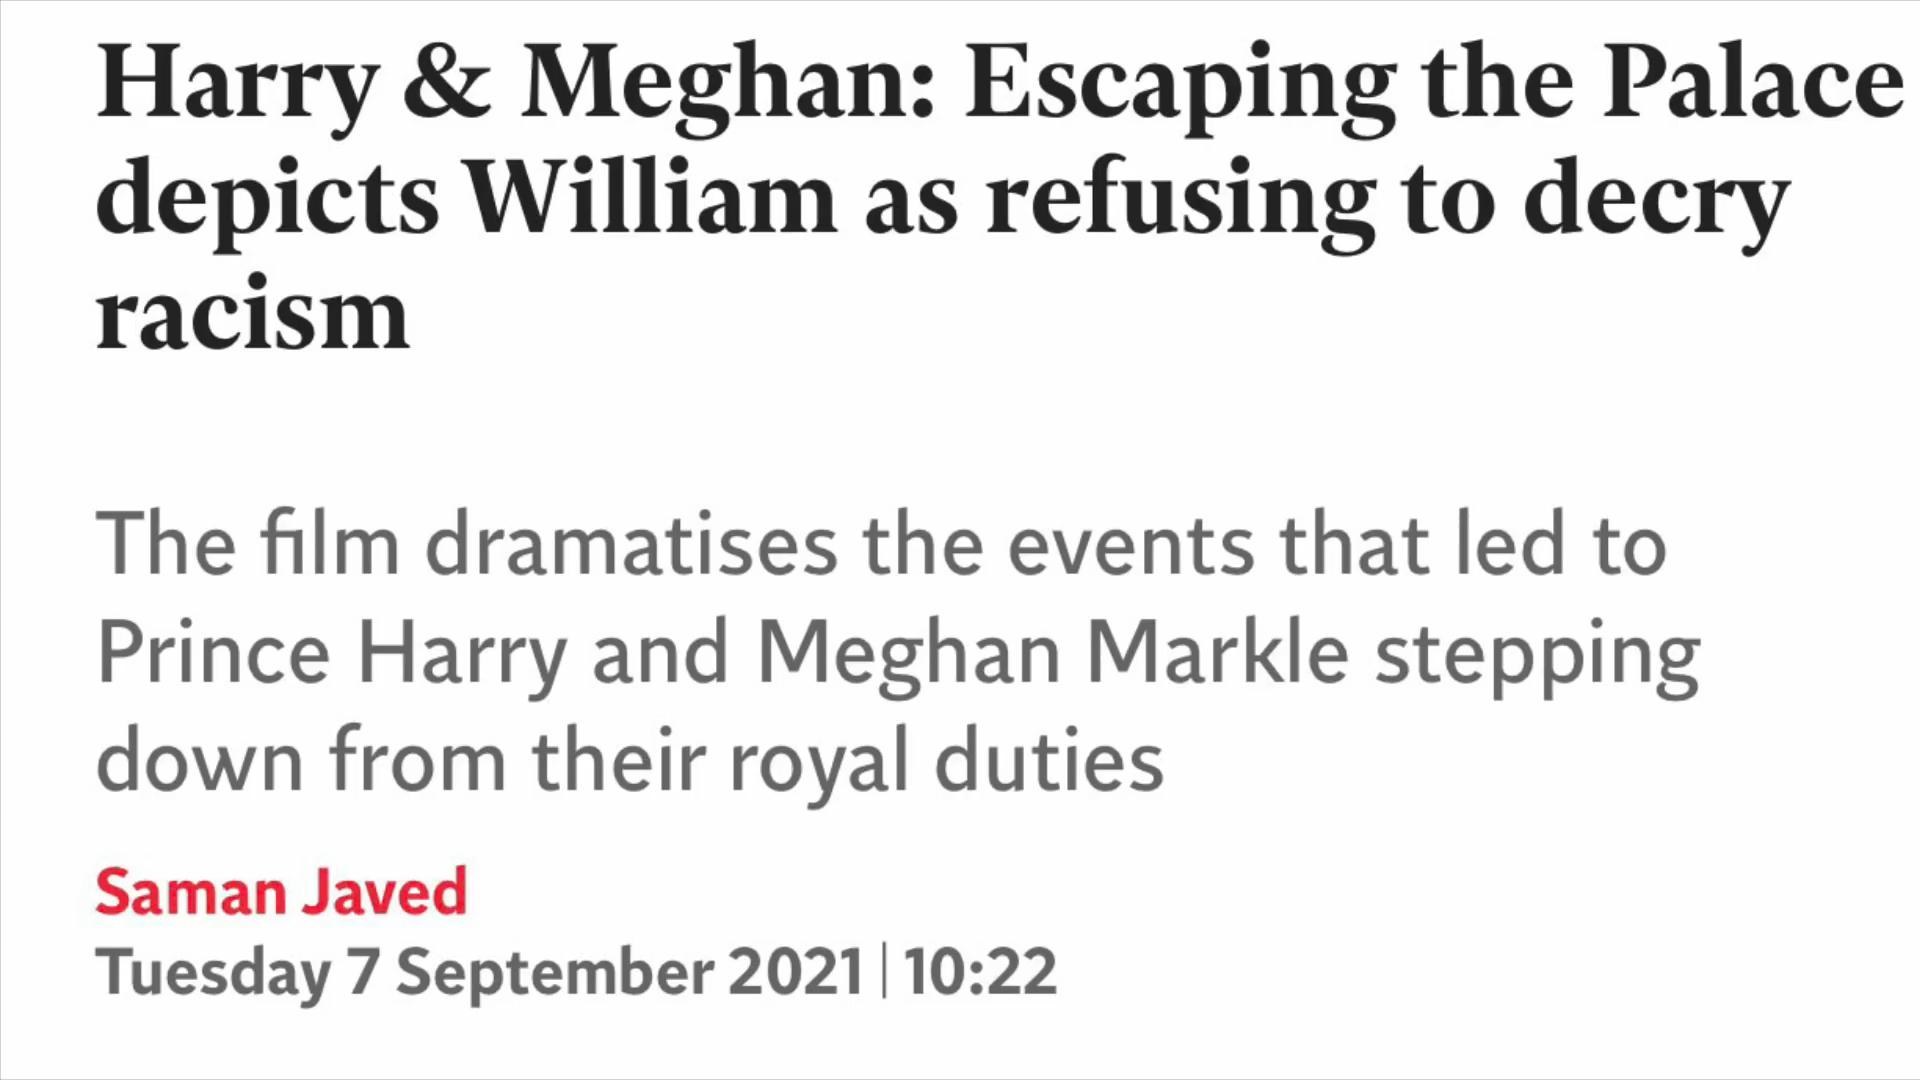 Harry & Meghan: Escaping the Palace
depicts William as refusing to decry
racism
The film dramatises the events that led to
Prince Harry and Meghan Markle stepping
down from their royal duties
Saman Javed
Tuesday 7 September 2021 | 10:22